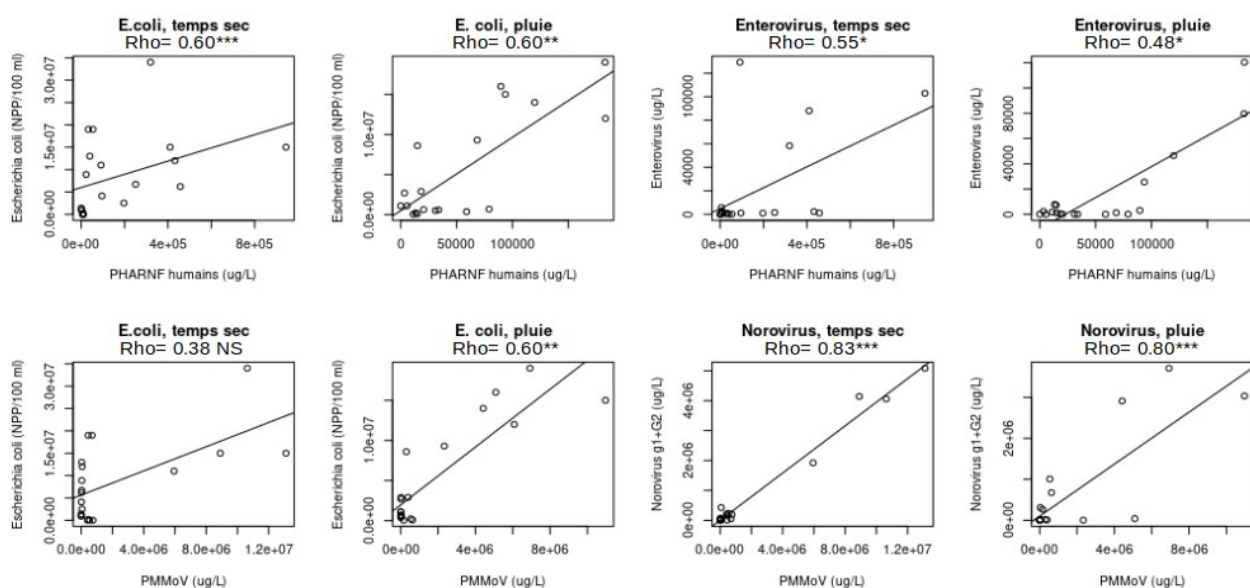 E.coli, temps sec
Rho= 0.60***
Escherichia coli (NPP/100 ml)
0.0e+00 1.5e+07 3.0e+07
0e+00 4e+05 8e+05
PHARNF humains (ug/L)
E. coli, pluie
Rho= 0.60**
Escherichia coli (NPP/100 ml)
0.0e+00 1.0e+07
0 50000 100000
PHARNF humains (ug/L)
Enterovirus, temps sec
Rho= 0.55*
Enterovirus (ug/L)
0 40000 100000
0e+00 4e+05 8e+05
PHARNF humains (ug/L)
Enterovirus, pluie
Rho= 0.48*
Enterovirus (ug/L)
0 40000 80000
0 50000 100000
PHARNF humains (ug/L)
E.coli, temps sec
Rho= 0.38 NS
Escherichia coli (NPP/100 ml)
0.0e+00 1.5e+07 3.0e+07
0.0e+00 6.0e+06 1.2e+07
PMMoV (ug/L)
E. coli, pluie
Rho= 0.60**
Escherichia coli (NPP/100 ml)
0.0e+00 1.0e+07
0e+00 4e+06 8e+06
PMMoV (ug/L)
Norovirus, temps sec
Rho= 0.83***
Norovirus g1+G2 (ug/L)
0e+00 2e+06 4e+06
0.0e+00 6.0e+06 1.2e+07
PMMoV (ug/L)
Norovirus, pluie
Rho= 0.80***
Norovirus g1+G2 (ug/L)
0e+00 2e+06
0e+00 4e+06 8e+06
PMMoV (ug/L)